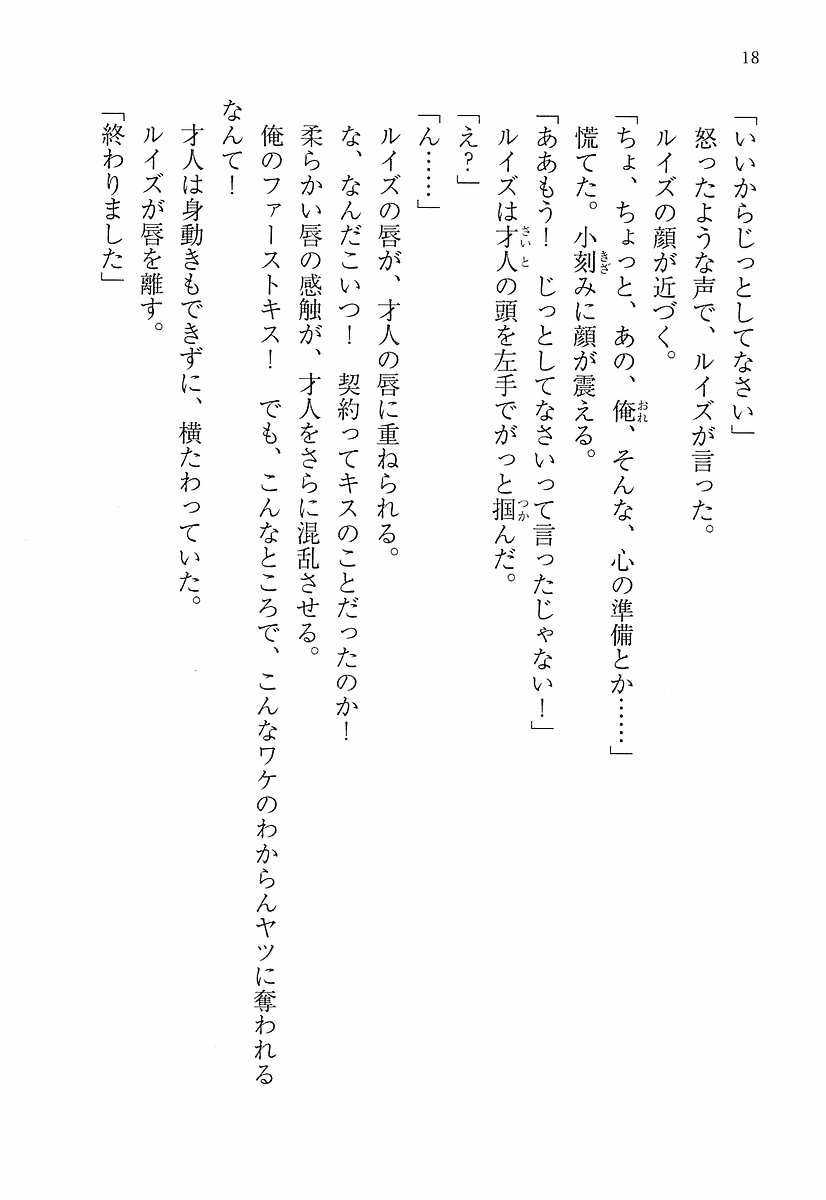 18
「いいからじっとしてなさい」
怒ったような声で、ルイズが言った。
ルイズの顔が近づく。
「ちょ、ちょっと、あの、俺、そんな、心の準備とか……」
慌てた。小刻みに顔が震える。
「ああもう！　じっとしてなさいって言ったじゃない！」
ルイズは才人の頭を左手でがっと掴んだ。
「え？」
「ん……」
ルイズの唇が、才人の唇に重ねられる。
な、なんだこいつ！　契約ってキスのことだったのか！
柔らかい唇の感触が、才人をさらに混乱させる。
俺のファーストキス！　でも、こんなところで、こんなワケのわからんヤツに奪われる
なんて！
才人は身動きもできずに、横たわっていた。
ルイズが唇を離す。
「終わりました」